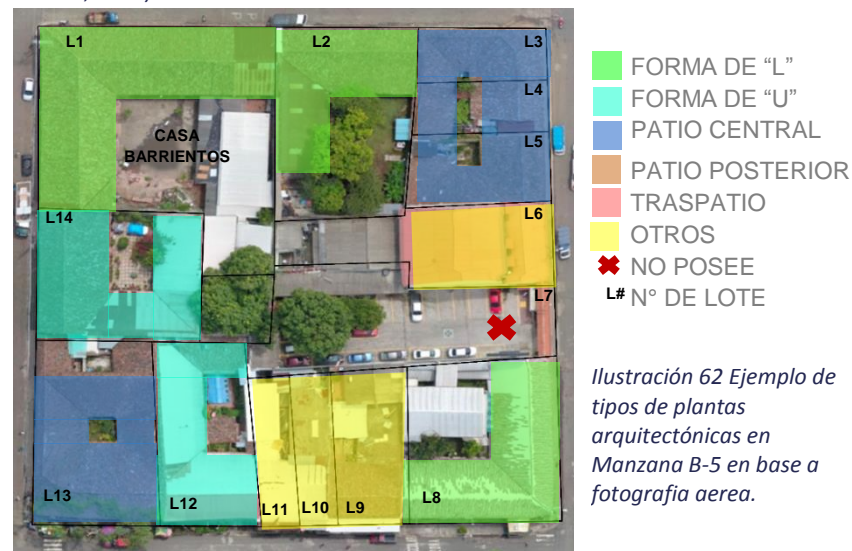 L1
L2
L3
L4
CASA
BARRIENTOS
L5
L14
L6
L7
L13
L12
L11
L10
L9
L8
FORMA DE “L”
FORMA DE “U”
PATIO CENTRAL
PATIO POSTERIOR
TRASPATIO
OTROS
NO POSEE
L# N° DE LOTE
Ilustración 62 Ejemplo de
tipos de plantas
arquitectónicas en
Manzana B-5 en base a
fotografia aerea.